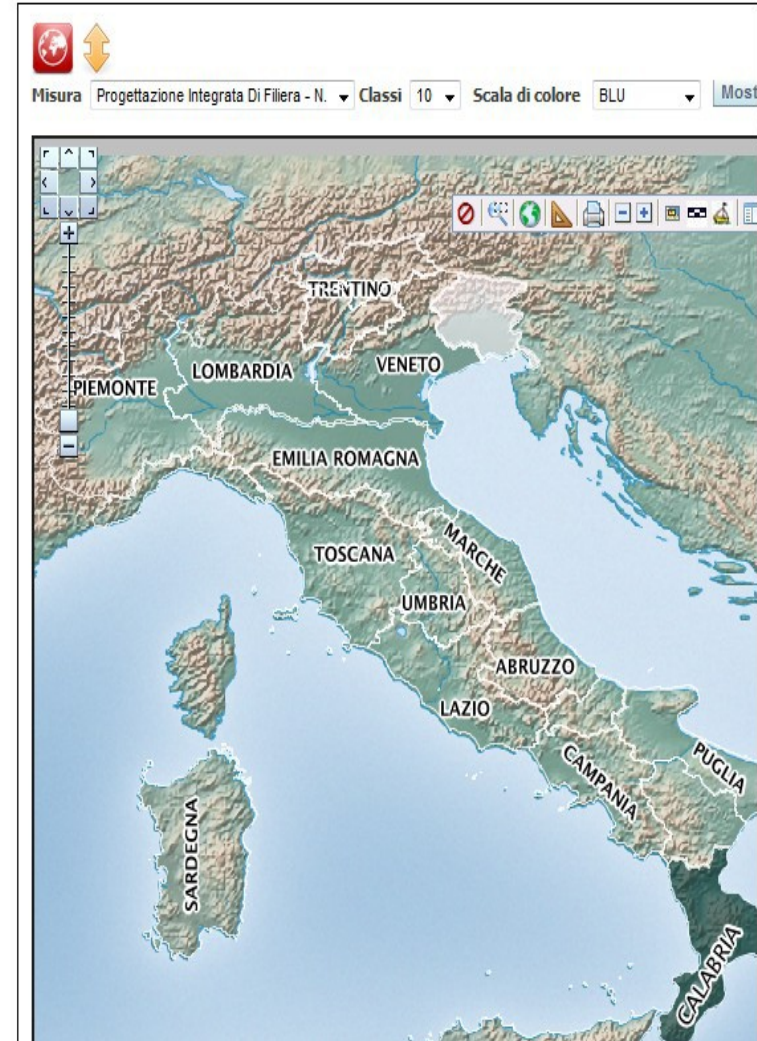 Misura Progettazione Integrata Di Filiera - N. Classi 10 Scala di colore BLU Most
TRENTINO
LOMBARDIA
VENETO
PIEMONTE
EMILIA ROMAGNA
MARCHE
TOSCANA
UMBRIA
ABRUZZO
LAZIO
PUGLIA
CAMPANIA
SARDEGNA
CALABRIA